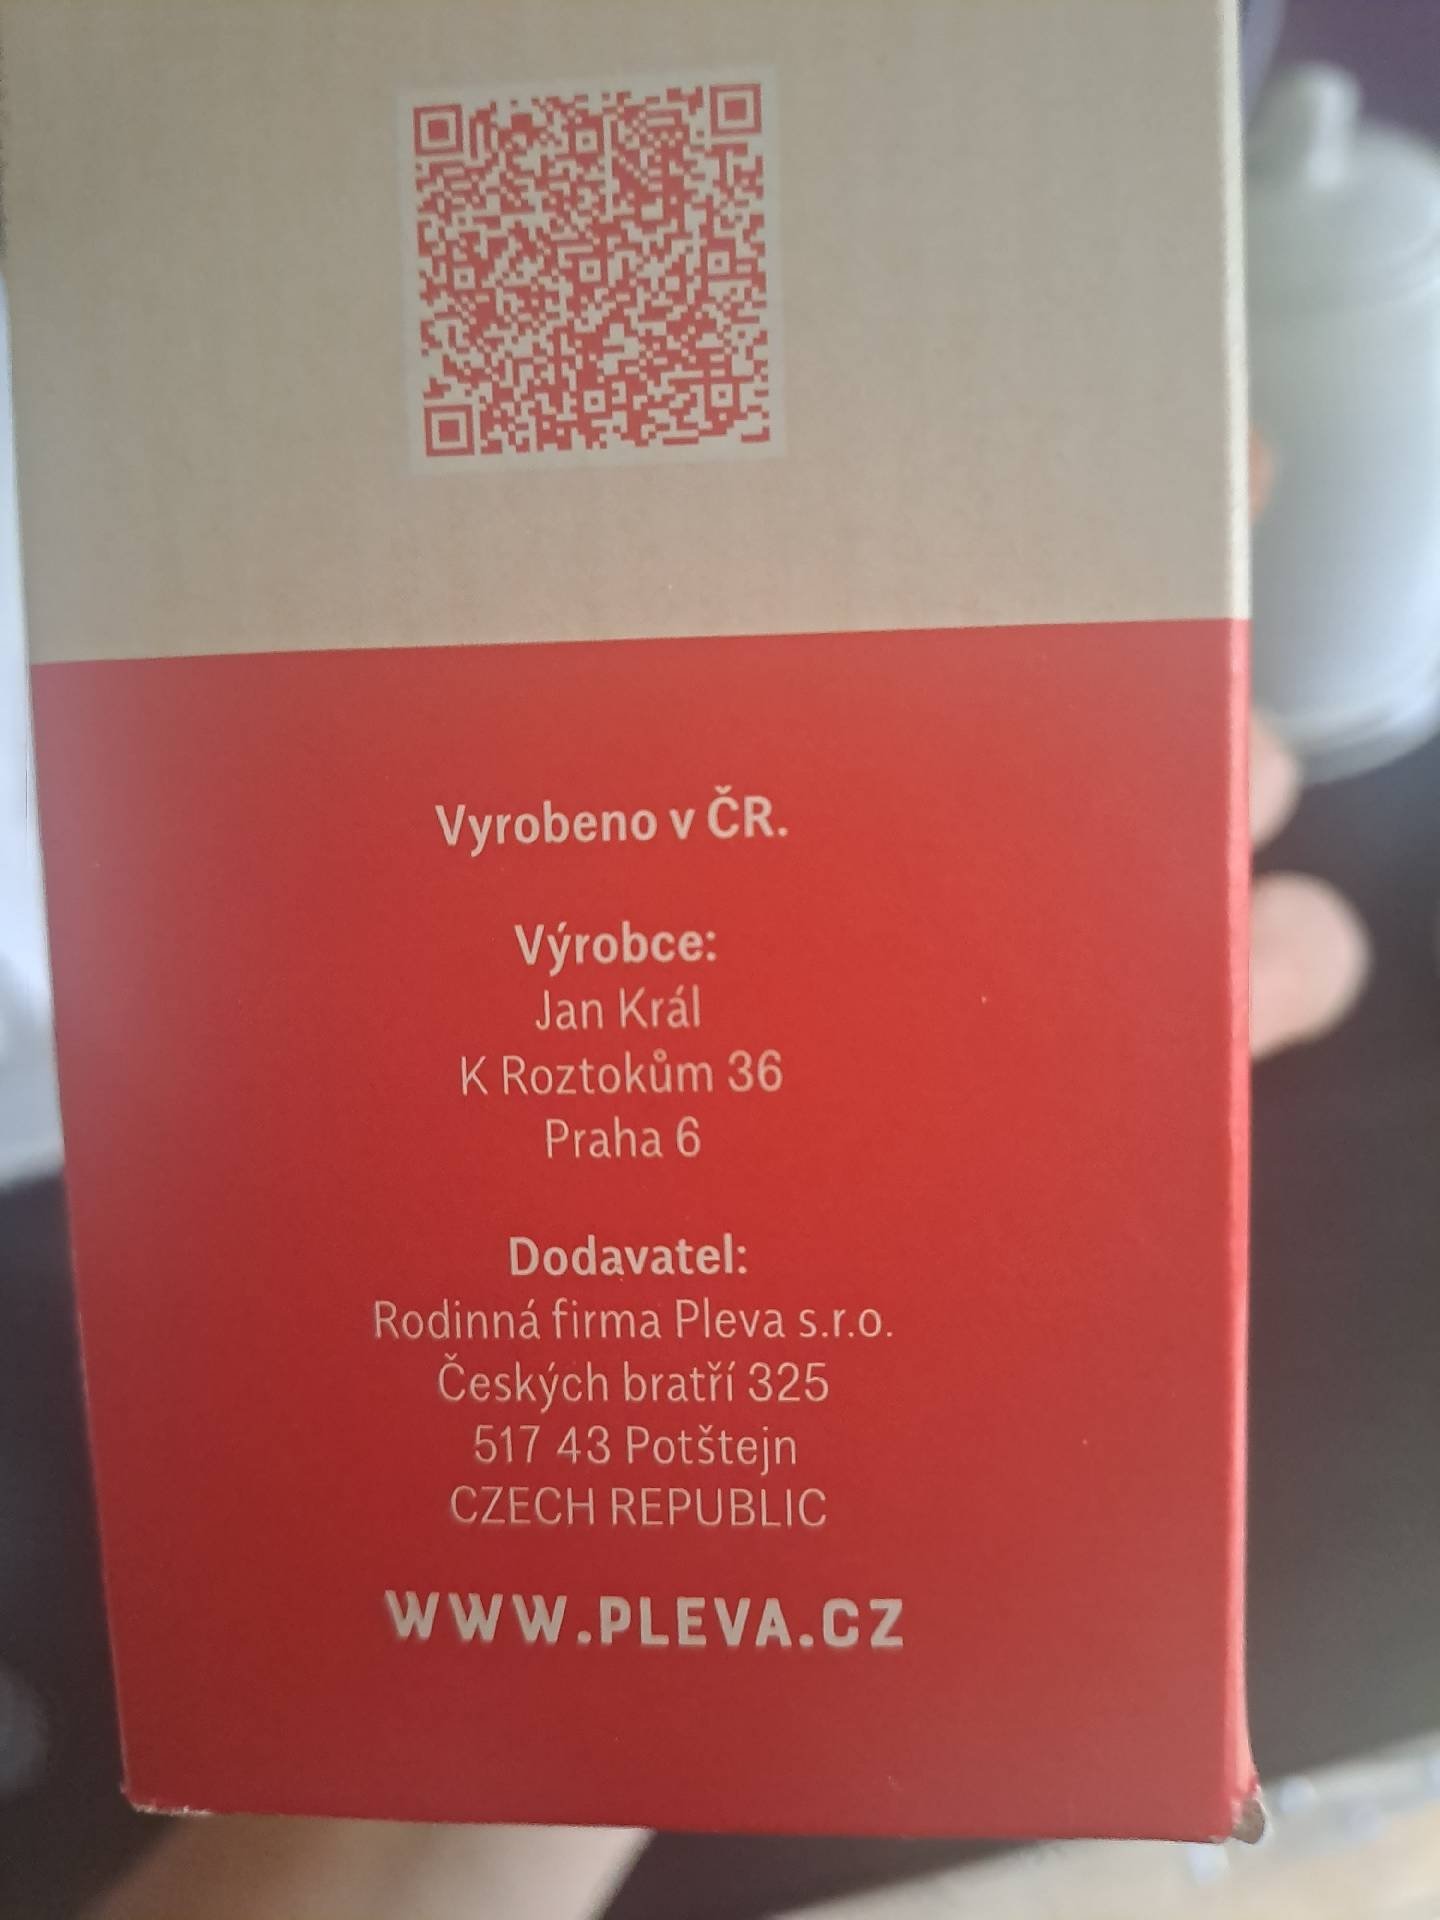 Vyrobeno v ČR.
Výrobce:
Jan Král
K Roztokům 36
Praha 6
Dodavatel:
Rodinná firma Pleva s.r.o.
Českých bratří 325
517 43 Potštejn
CZECH REPUBLIC
WWW.PLEVA.CZ